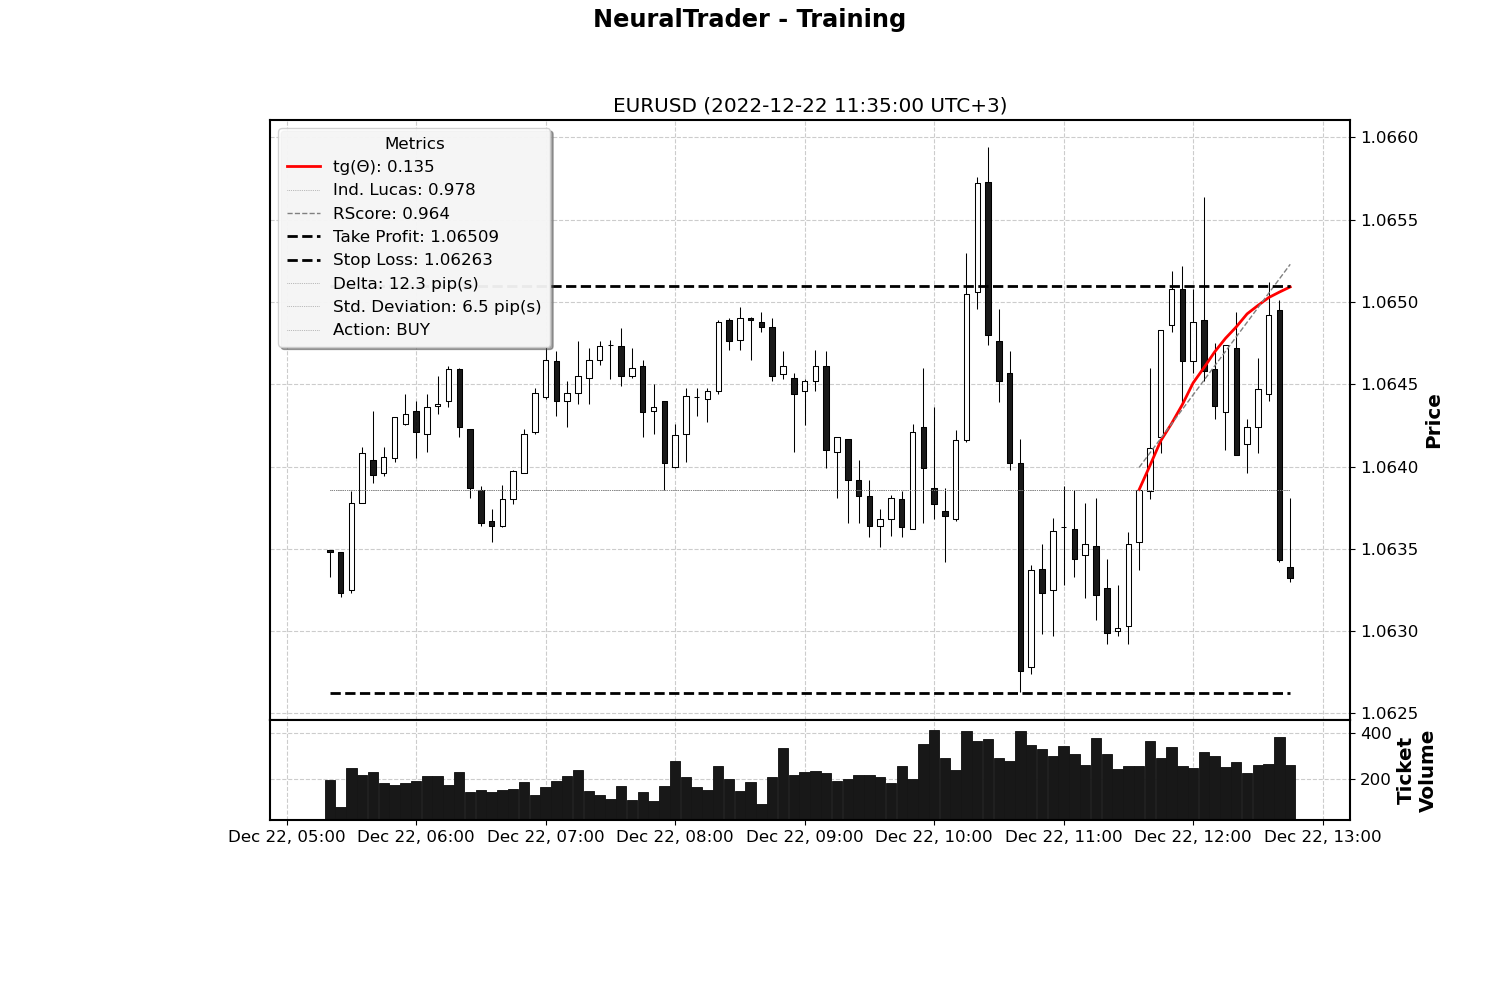 NeuralTrader - Training
EURUSD (2022-12-22 11:35:00 UTC+3)
Metrics
tg(Θ): 0.135
Ind. Lucas: 0.978
RScore: 0.964
Take Profit: 1.06509
Stop Loss: 1.06263
Delta: 12.3 pip(s)
Std. Deviation: 6.5 pip(s)
Action: BUY
1.0660
1.0655
1.0650
1.0645
1.0640
1.0635
1.0630
1.0625
Price
400
200
Ticket
Volume
Dec 22, 05:00 Dec 22, 06:00 Dec 22, 07:00 Dec 22, 08:00 Dec 22, 09:00 Dec 22, 10:00 Dec 22, 11:00 Dec 22, 12:00 Dec 22, 13:00